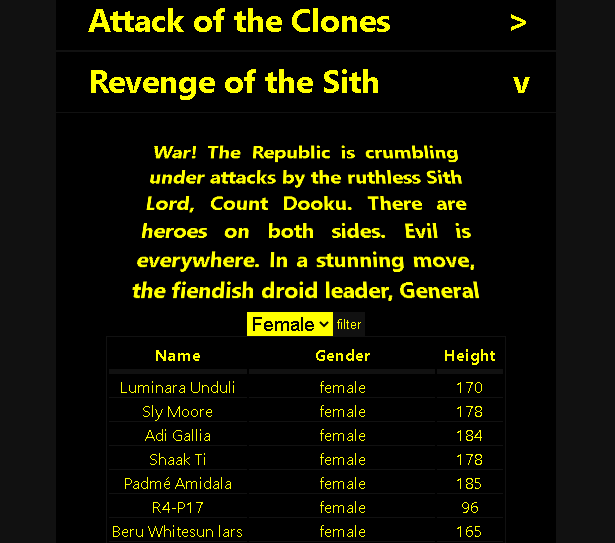 Attack of the Clones >
Revenge of the Sith v
War! The Republic is crumbling
under attacks by the ruthless Sith
Lord, Count Dooku. There are
heroes on both sides. Evil is
everywhere. In a stunning move,
the fiendish droid leader, General
Female filter
Name Gender Height
Luminara Unduli female 170
Sly Moore female 178
Adi Gallia female 184
Shaak Ti female 178
Padmé Amidala female 185
R4-P17 female 96
Beru Whitesun lars female 165